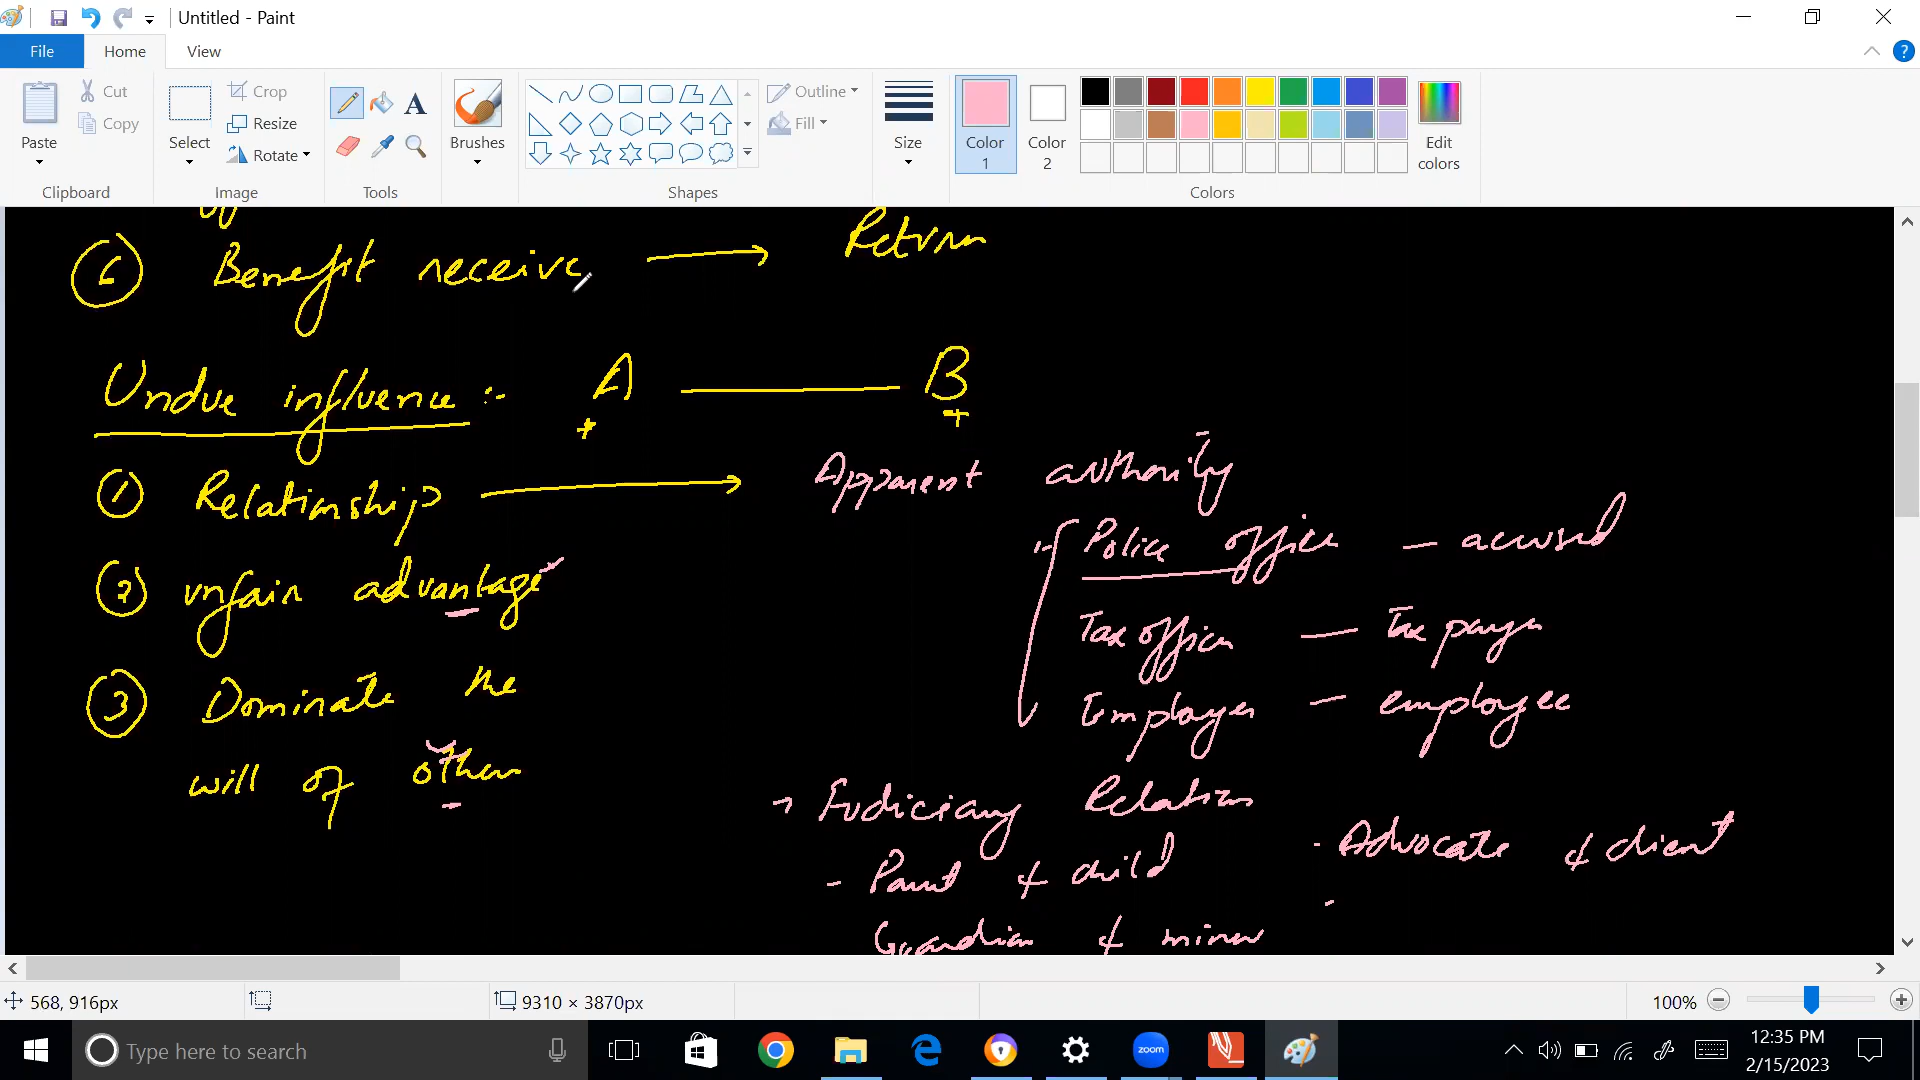 Untitled - Paint
File Home View
Paste
Cut
Copy
Clipboard
Select
Crop
Resize
Rotate
Image
A
Tools
Brushes
Outline
Fill
Shapes
Size
Color 1
Color 2
Edit colors
Colors
6 Benefit receive → Return
Undue influence :- A — B
+ +
1 Relationship → Apparent authority
Police office — accused
2 unfair advantage
Tax officer — Tax payer
3 Dominate the
Employer — employee
will of other
→ Fudiciary Relation
- Parent & child
- Advocate & client
Guardian & minor
568, 916px
9310 × 3870px
100%
Type here to search
zoom
12:35 PM
2/15/2023